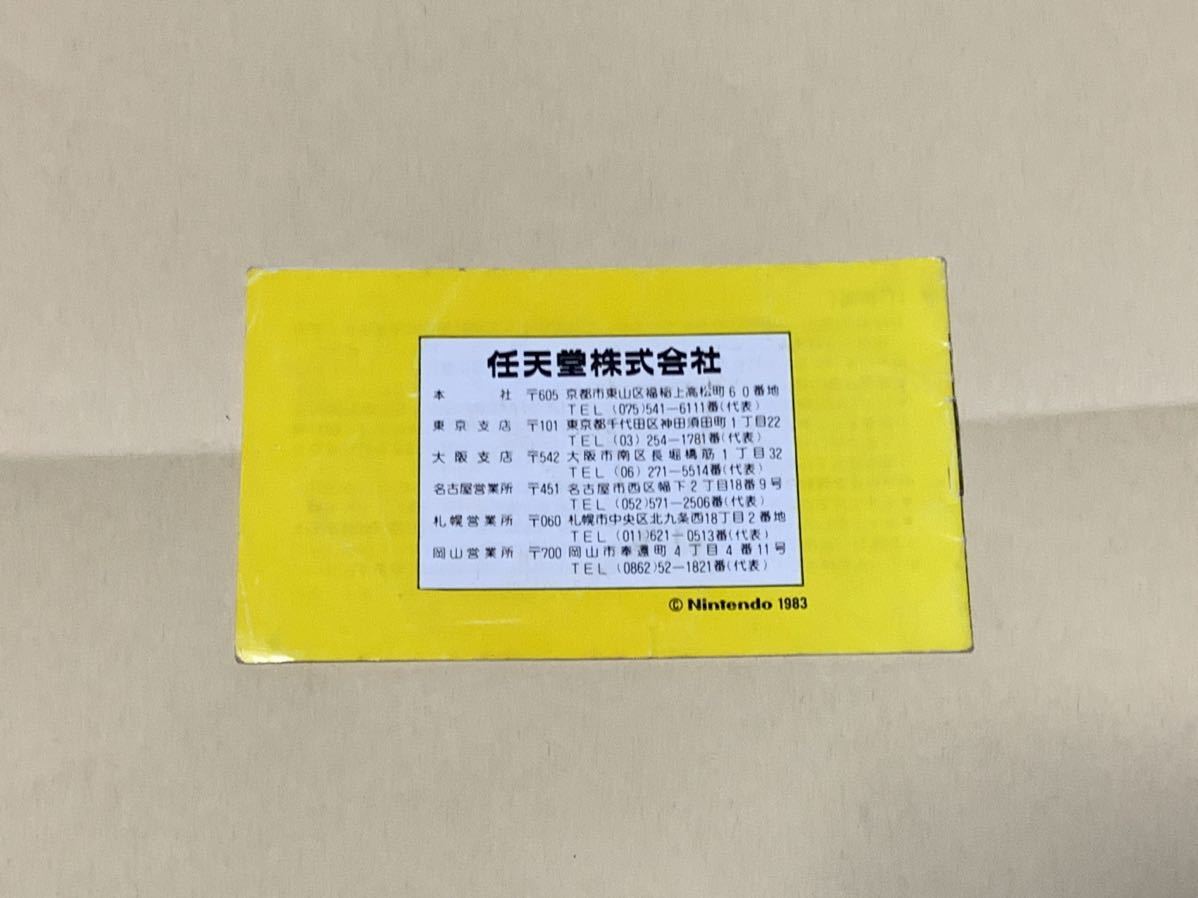 任天堂株式会社
本　　社 〒605 京都市東山区福稲上高松町60番地
TEL (075)541-6111番(代表)
東京支店 〒101 東京都千代田区神田須田町1丁目22
TEL (03) 254-1781番(代表)
大阪支店 〒542 大阪市南区長堀橋筋1丁目32
TEL (06) 271-5514番(代表)
名古屋営業所 〒451 名古屋市西区幅下2丁目18番9号
TEL (052)571-2506番(代表)
札幌営業所 〒060 札幌市中央区北九条西18丁目2番地
TEL (011)621-0513番(代表)
岡山営業所 〒700 岡山市奉還町4丁目4番11号
TEL (0862)52-1821番(代表)
© Nintendo 1983